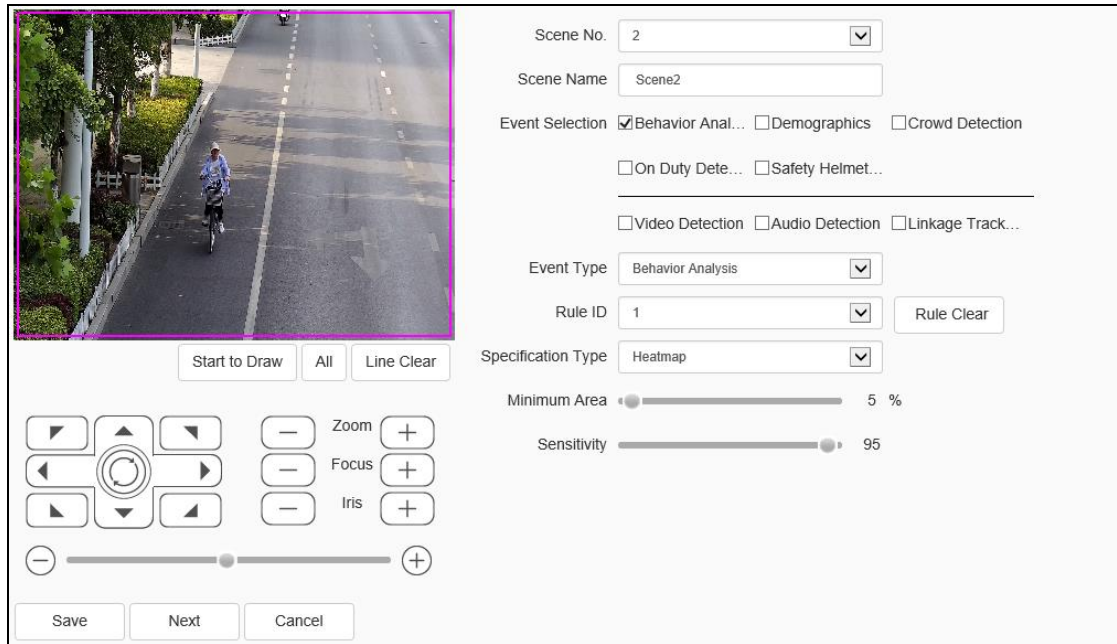 Scene No. 2
Scene Name Scene2
Event Selection Behavior Anal... Demographics Crowd Detection
On Duty Dete... Safety Helmet...
Video Detection Audio Detection Linkage Track...
Event Type Behavior Analysis
Rule ID 1 Rule Clear
Start to Draw All Line Clear
Specification Type Heatmap
Minimum Area 5 %
Sensitivity 95
Zoom
Focus
Iris
Save Next Cancel